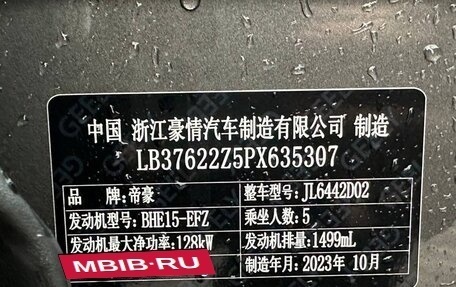 中国 浙江豪情汽车制造有限公司 制造
LB37622Z5PX635307
品 牌:帝豪 整车型号:JL6442D02
发动机型号:BHE15-EFZ 乘坐人数:5
发动机最大净功率:128kW 发动机排量:1499mL
制造年月:2023年 10月
MBIB.RU